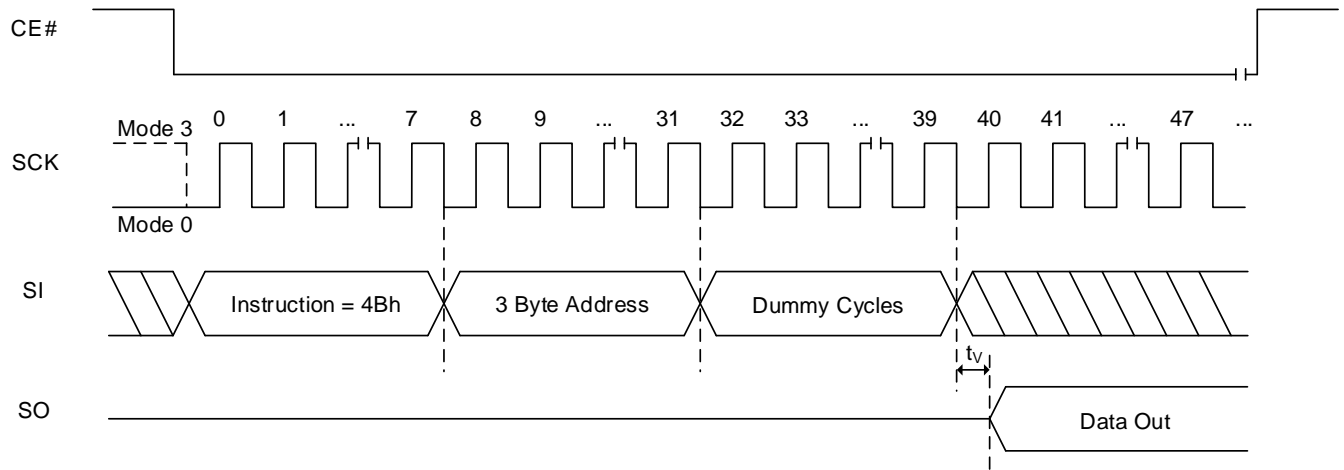 CE#
Mode 3 0 1 ... 7 8 9 ... 31 32 33 ... 39 40 41 ... 47 ...
SCK
Mode 0
SI Instruction = 4Bh 3 Byte Address Dummy Cycles
tV
SO Data Out